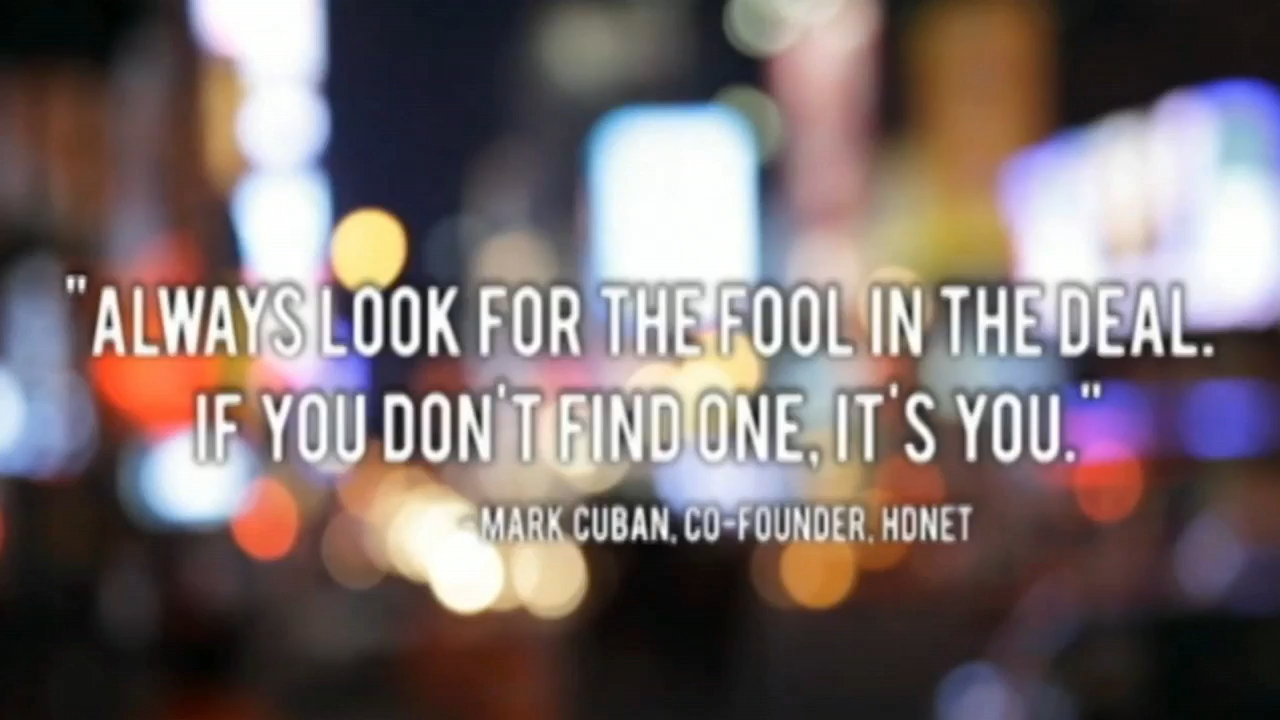 "ALWAYS LOOK FOR THE FOOL IN THE DEAL.
IF YOU DON'T FIND ONE, IT'S YOU."
-MARK CUBAN, CO-FOUNDER, HDNET